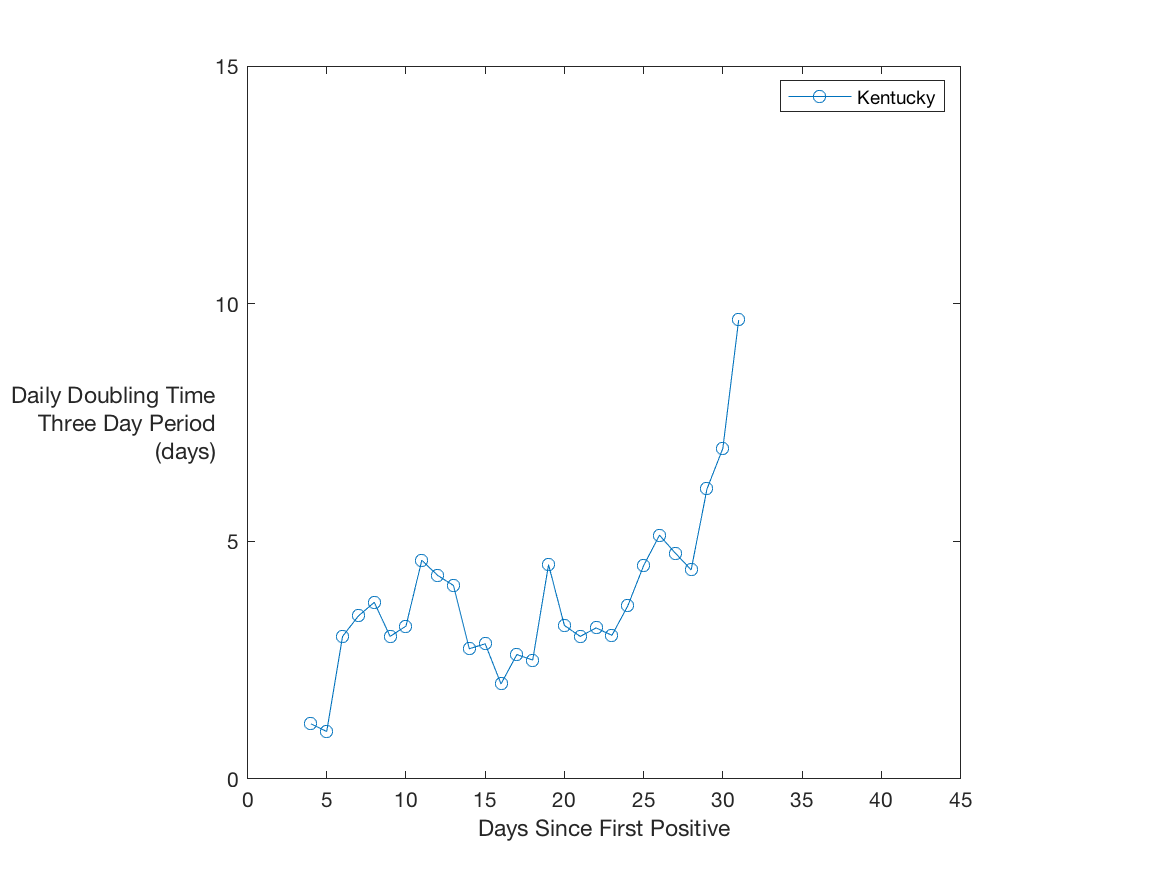 15
Kentucky
10
Daily Doubling Time
Three Day Period
(days)
5
0
0 5 10 15 20 25 30 35 40 45
Days Since First Positive